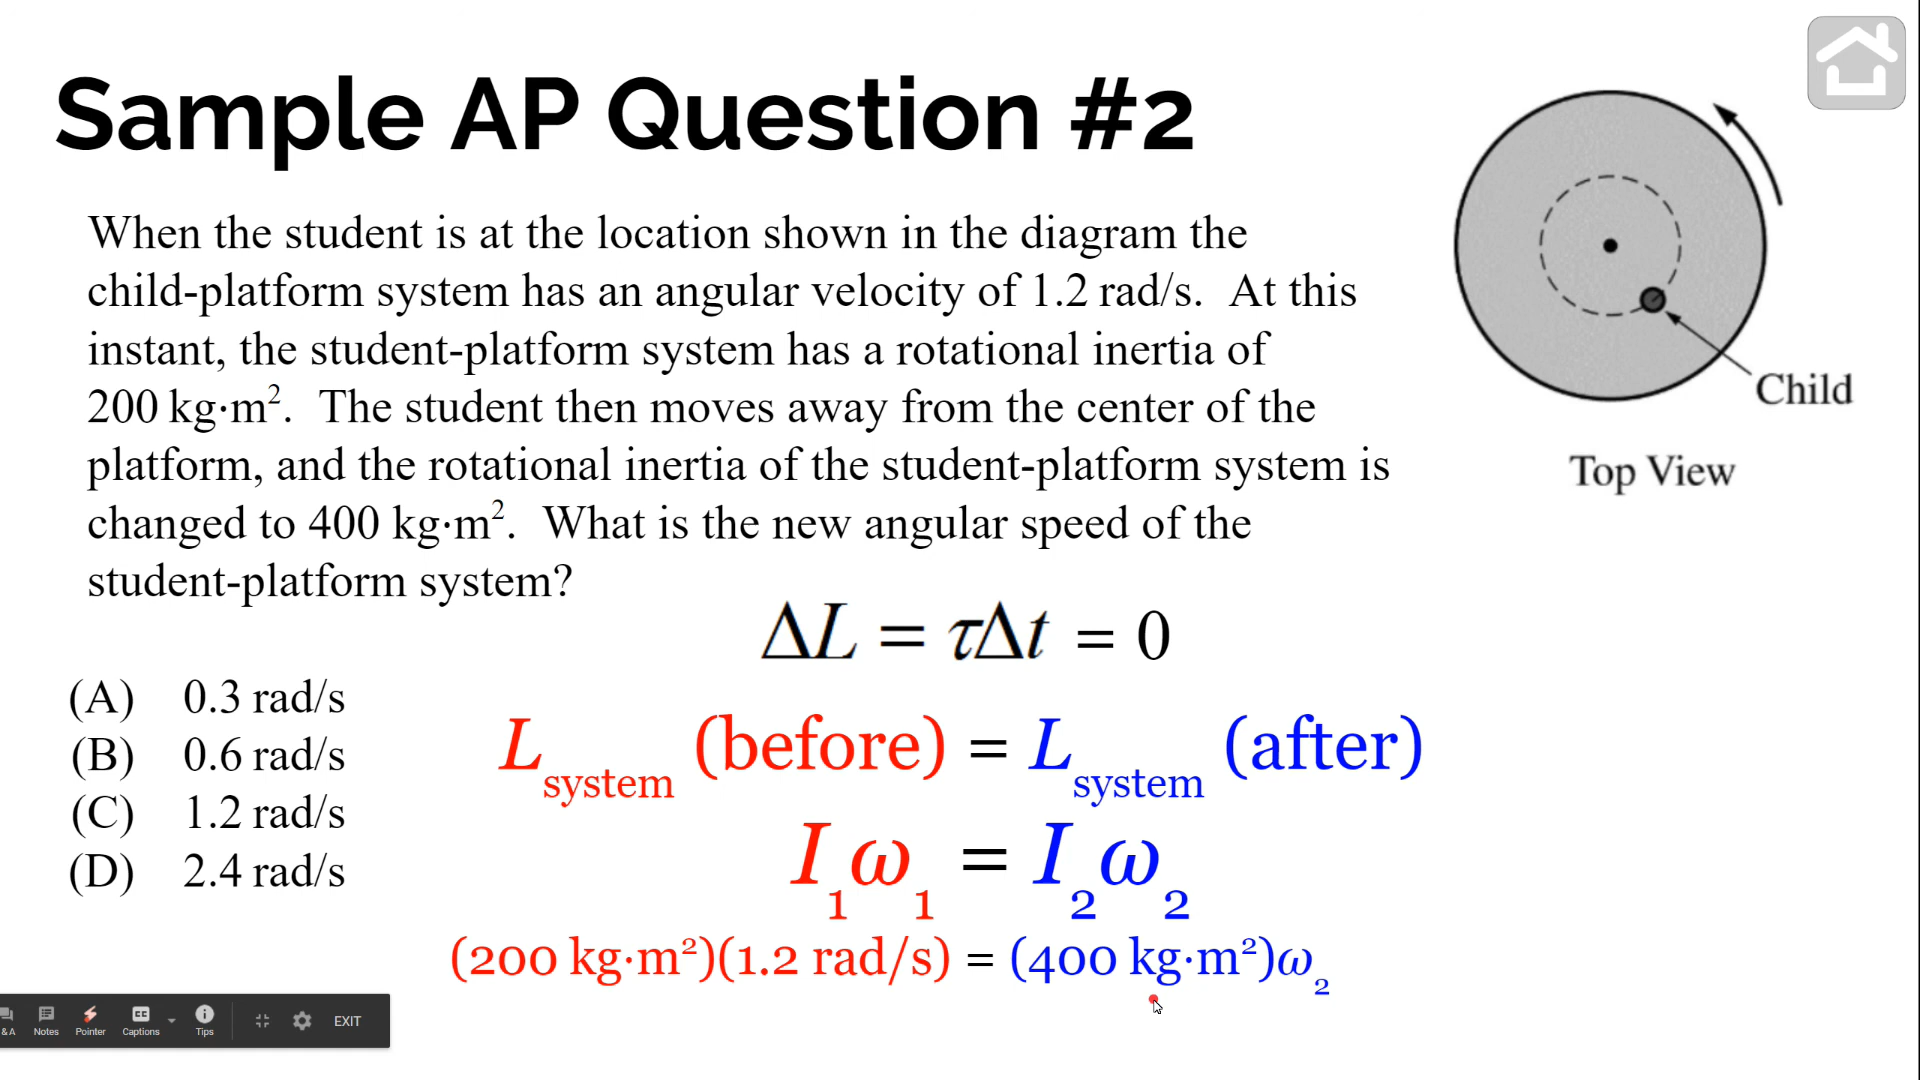 Sample AP Question #2
When the student is at the location shown in the diagram the
child-platform system has an angular velocity of 1.2 rad/s.  At this
instant, the student-platform system has a rotational inertia of
200 kg·m².  The student then moves away from the center of the
platform, and the rotational inertia of the student-platform system is
changed to 400 kg·m².  What is the new angular speed of the
student-platform system?
Child
Top View
ΔL = τΔt = 0
(A) 0.3 rad/s
(B) 0.6 rad/s
(C) 1.2 rad/s
(D) 2.4 rad/s
L_system (before) = L_system (after)
I₁ω₁ = I₂ω₂
(200 kg·m²)(1.2 rad/s) = (400 kg·m²)ω₂
&A Notes Pointer CC Captions Tips EXIT